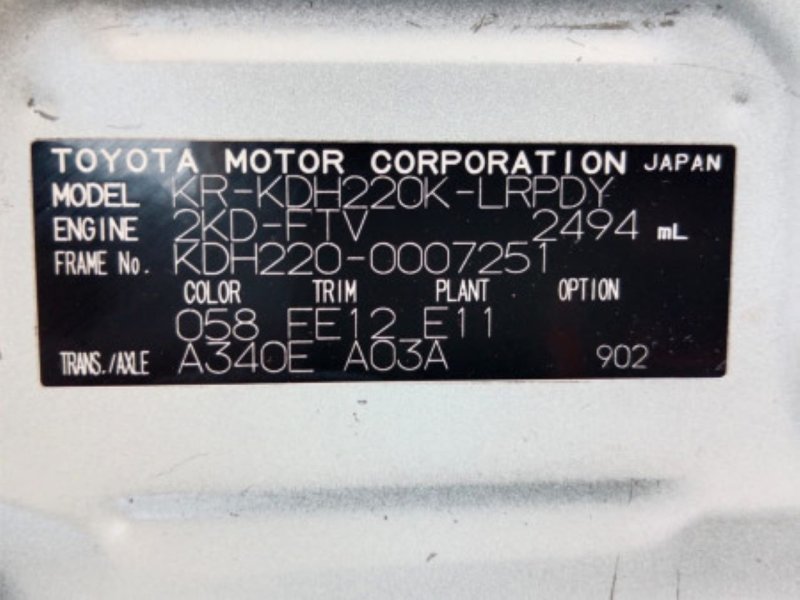 TOYOTA MOTOR CORPORATION JAPAN
MODEL KR-KDH220K-LRPDY
ENGINE 2KD-FTV 2494 mL
FRAME No. KDH220-0007251
COLOR TRIM PLANT OPTION
058 FE12 E11
TRANS./AXLE A340E A03A 902